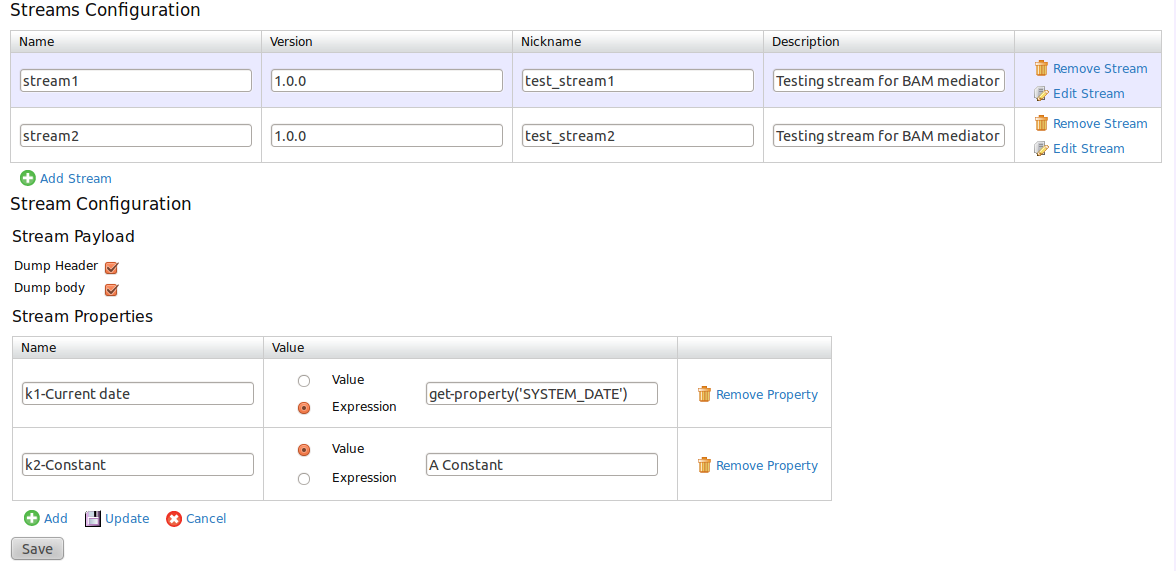 Streams Configuration
Name Version Nickname Description
stream1 1.0.0 test_stream1 Testing stream for BAM mediator Remove Stream
Edit Stream
stream2 1.0.0 test_stream2 Testing stream for BAM mediator Remove Stream
Edit Stream
Add Stream
Stream Configuration
Stream Payload
Dump Header
Dump body
Stream Properties
Name Value
k1-Current date Value get-property('SYSTEM_DATE') Remove Property
Expression
k2-Constant Value A Constant Remove Property
Expression
Add Update Cancel
Save